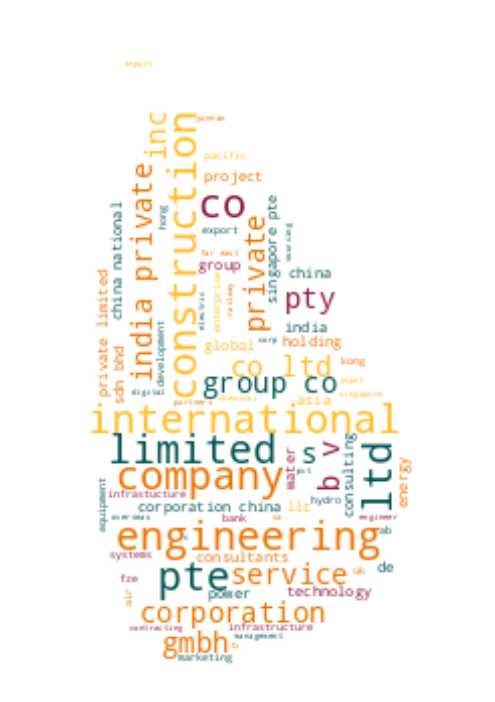 import
yunnan
inc
construction
pacific
india private
project
co
china national
hong
private
singapore pte
sourcing
export
far east
group
china
private limited
enterprise
railway
pty
electric
development
india
sdn bhd
global
corp
holding
co ltd
kong
digital
partners
group co
chemical
japan
asia
singapore
international
limited
s
b v
ltd
consulting
company
water
pvt
energy
equipment
infrastucture
hydro
corporation china
llc
overseas
bank
sa
engineer
engineering
ab
systems
consultants
pte
service
uk
de
fze
power
technology
air
corporation
contracting
infrastructure
gmbh
management
marketing